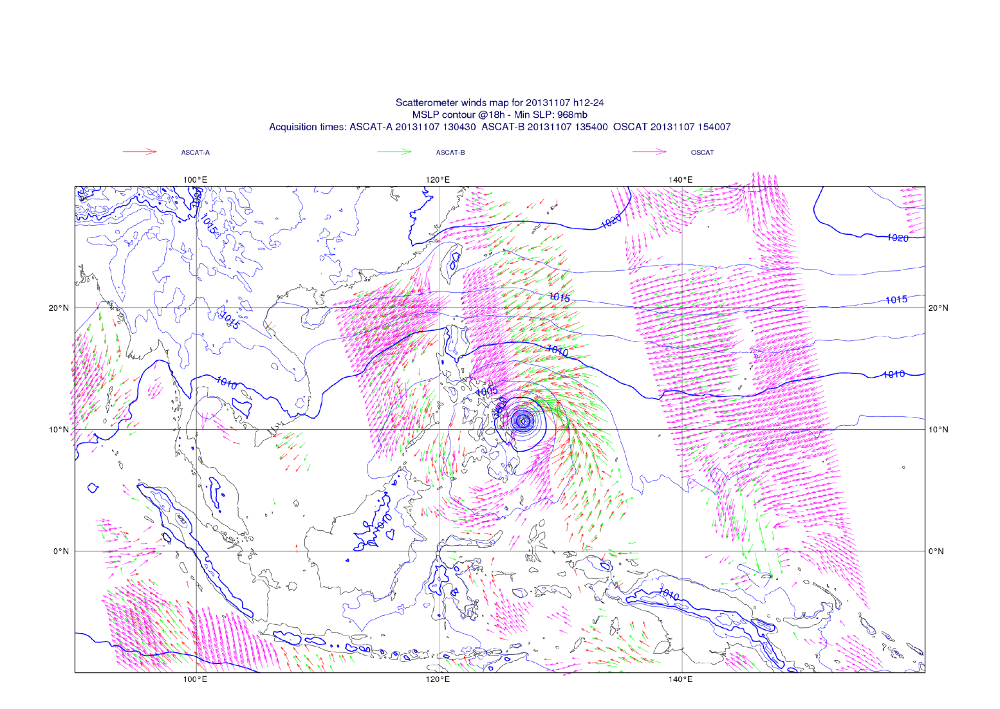 Scatterometer winds map for 20131107 h12-24
MSLP contour @18h - Min SLP: 968mb
Acquisition times: ASCAT-A 20131107 130430 ASCAT-B 20131107 135400 OSCAT 20131107 154007
ASCAT-A ASCAT-B OSCAT
100°E 120°E 140°E
1020
1015
1020
1020
1015
1015
1015
20°N 20°N
1010
1010
1010
1005
1000
10°N 10°N
1010
0°N 0°N
1010
100°E 120°E 140°E